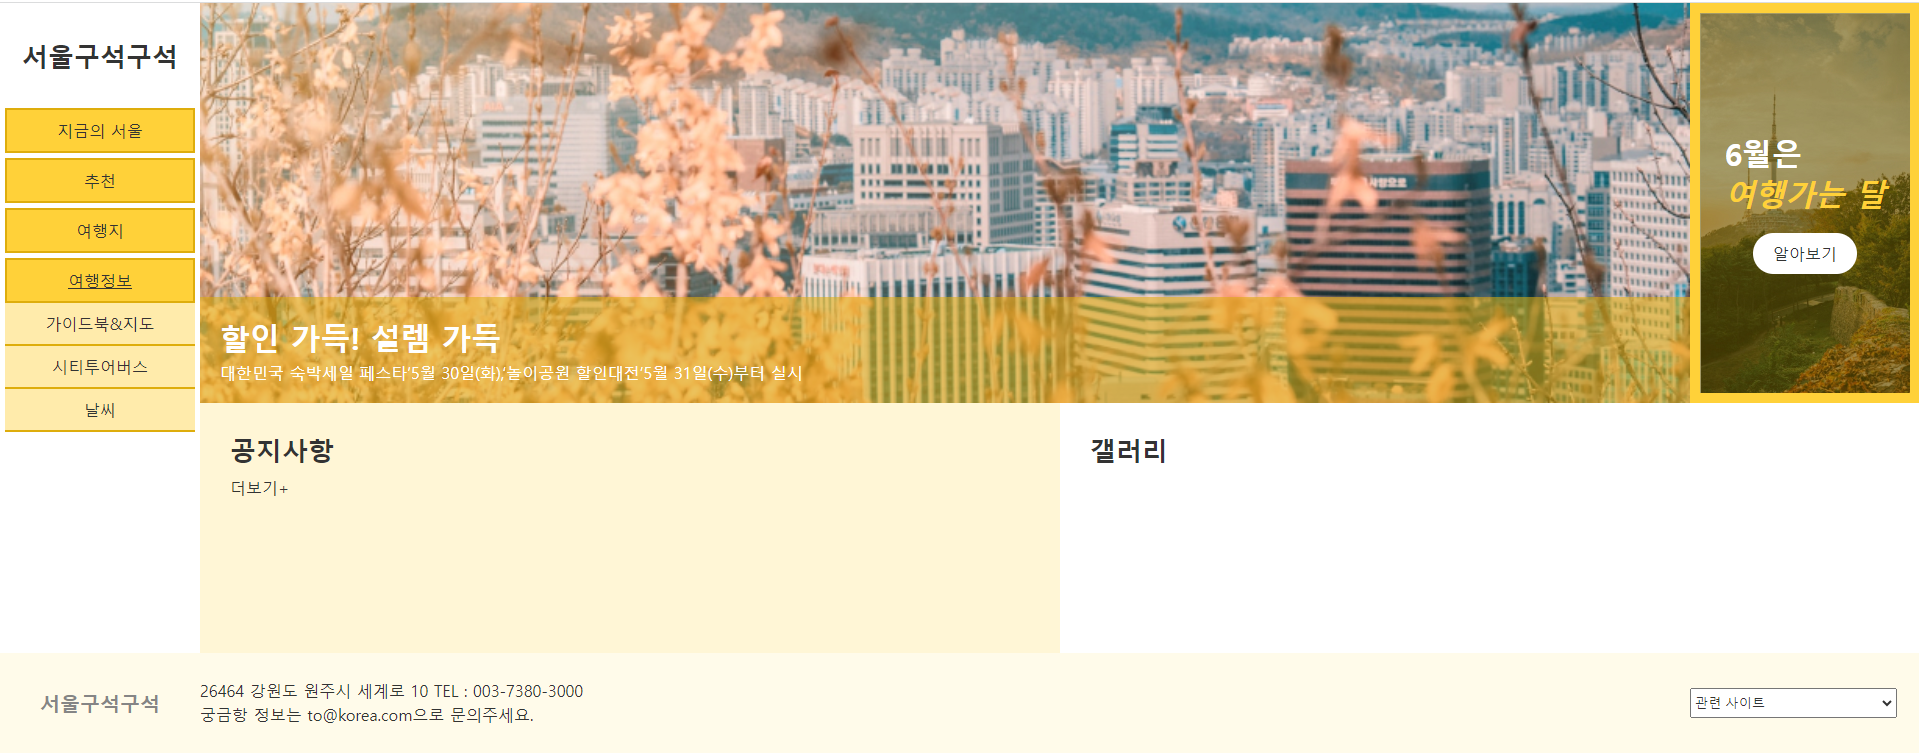 서울구석구석
지금의 서울
추천
여행지
여행정보
가이드북&지도
시티투어버스
날씨
할인 가득! 설렘 가득
대한민국 숙박세일 페스타'5월 30일(화),'놀이공원 할인대전'5월 31일(수)부터 실시
6월은
여행가는 달
알아보기
공지사항
더보기+
갤러리
서울구석구석
26464 강원도 원주시 세계로 10 TEL : 003-7380-3000
궁금항 정보는 to@korea.com으로 문의주세요.
관련 사이트